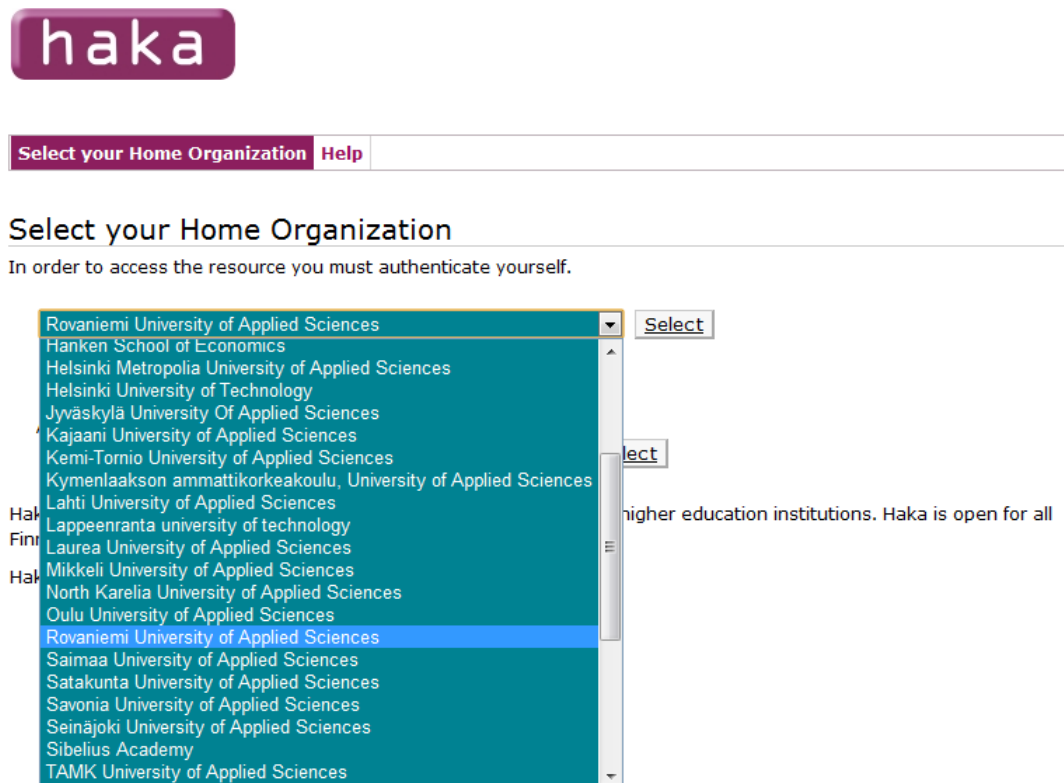 haka
Select your Home Organization Help
Select your Home Organization
In order to access the resource you must authenticate yourself.
Rovaniemi University of Applied Sciences Select
Hanken School of Economics
Helsinki Metropolia University of Applied Sciences
Helsinki University of Technology
Jyväskylä University Of Applied Sciences
Kajaani University of Applied Sciences
Kemi-Tornio University of Applied Sciences
Kymenlaakson ammattikorkeakoulu, University of Applied Sciences
Lahti University of Applied Sciences
Lappeenranta university of technology
higher education institutions. Haka is open for all
Laurea University of Applied Sciences
Mikkeli University of Applied Sciences
North Karelia University of Applied Sciences
Oulu University of Applied Sciences
Rovaniemi University of Applied Sciences
Saimaa University of Applied Sciences
Satakunta University of Applied Sciences
Savonia University of Applied Sciences
Seinäjoki University of Applied Sciences
Sibelius Academy
TAMK University of Applied Sciences